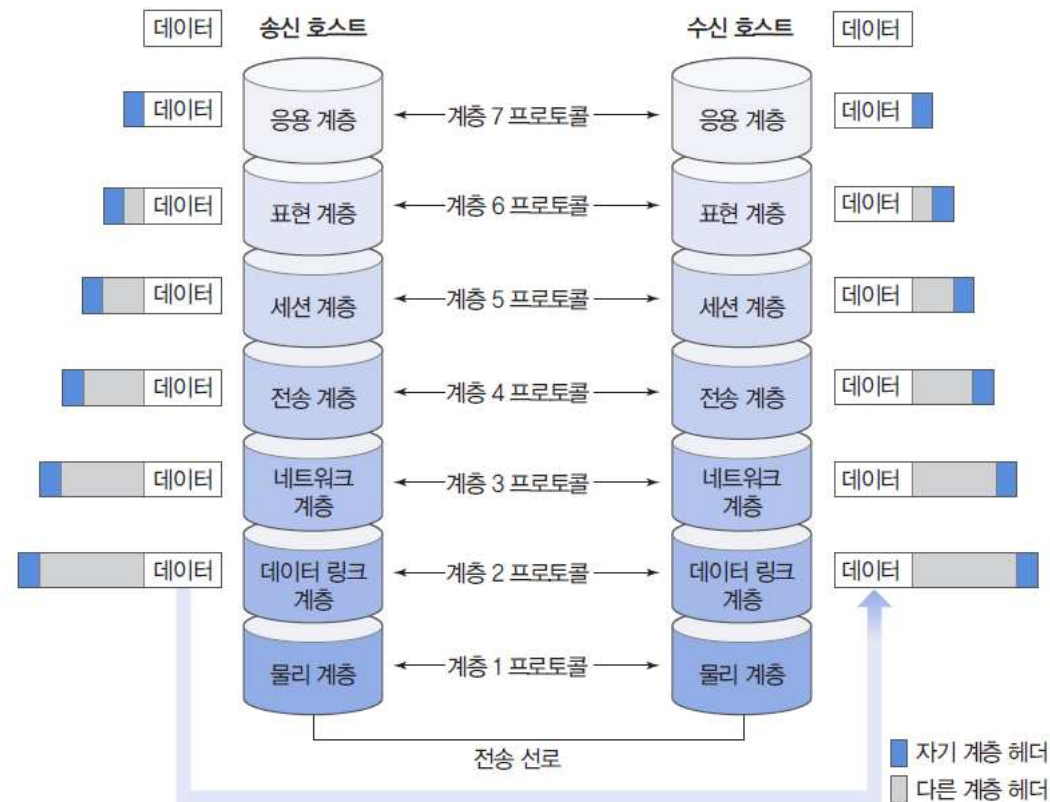 데이터 송신 호스트 수신 호스트 데이터
데이터 응용 계층 계층 7 프로토콜 응용 계층 데이터
데이터 표현 계층 계층 6 프로토콜 표현 계층 데이터
데이터 세션 계층 계층 5 프로토콜 세션 계층 데이터
데이터 전송 계층 계층 4 프로토콜 전송 계층 데이터
데이터 네트워크 계층 계층 3 프로토콜 네트워크 계층 데이터
데이터 데이터 링크 계층 계층 2 프로토콜 데이터 링크 계층 데이터
물리 계층 계층 1 프로토콜 물리 계층
전송 선로
자기 계층 헤더
다른 계층 헤더